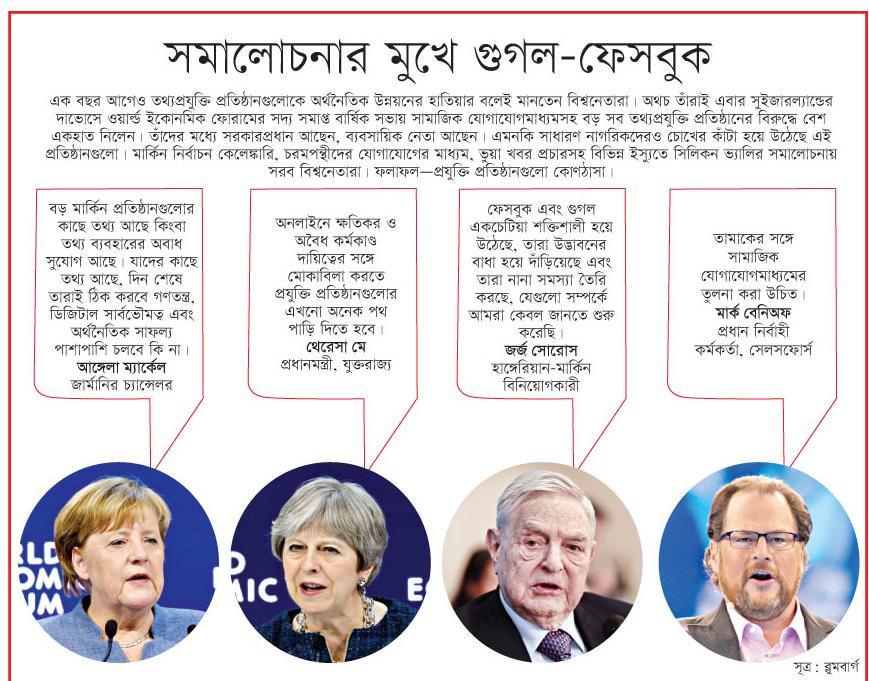 সমালোচনার মুখে গুগল-ফেসবুক
এক বছর আগেও তথ্যপ্রযুক্তি প্রতিষ্ঠানগুলোকে অর্থনৈতিক উন্নয়নের হাতিয়ার বলেই মানতেন বিশ্বনেতারা। অথচ তাঁরাই এবার সুইজারল্যান্ডের
দাভোসে ওয়ার্ল্ড ইকোনমিক ফোরামের সদ্য সমাপ্ত বার্ষিক সভায় সামাজিক যোগাযোগমাধ্যমসহ বড় সব তথ্যপ্রযুক্তি প্রতিষ্ঠানের বিরুদ্ধে বেশ
একহাত নিলেন। তাঁদের মধ্যে সরকারপ্রধান আছেন, ব্যবসায়িক নেতা আছেন। এমনকি সাধারণ নাগরিকদেরও চোখের কাঁটা হয়ে উঠেছে এই
প্রতিষ্ঠানগুলো। মার্কিন নির্বাচন কেলেঙ্কারি, চরমপন্থীদের যোগাযোগের মাধ্যম, ভুয়া খবর প্রচারসহ বিভিন্ন ইস্যুতে সিলিকন ভ্যালির সমালোচনায়
সরব বিশ্বনেতারা। ফলাফল—প্রযুক্তি প্রতিষ্ঠানগুলো কোণঠাসা।
বড় মার্কিন প্রতিষ্ঠানগুলোর
কাছে তথ্য আছে কিংবা
তথ্য ব্যবহারের অবাধ
সুযোগ আছে। যাদের কাছে
তথ্য আছে, দিন শেষে
তারাই ঠিক করবে গণতন্ত্র,
ডিজিটাল সার্বভৌমত্ব এবং
অর্থনৈতিক সাফল্য
পাশাপাশি চলবে কি না।
আঙ্গেলা ম্যার্কেল
জার্মানির চ্যান্সেলর
অনলাইনে ক্ষতিকর ও
অবৈধ কর্মকাণ্ড
দায়িত্বের সঙ্গে
মোকাবিলা করতে
প্রযুক্তি প্রতিষ্ঠানগুলোর
এখনো অনেক পথ
পাড়ি দিতে হবে।
থেরেসা মে
প্রধানমন্ত্রী, যুক্তরাজ্য
ফেসবুক এবং গুগল
একচেটিয়া শক্তিশালী হয়ে
উঠেছে, তারা উদ্ভাবনের
বাধা হয়ে দাঁড়িয়েছে এবং
তারা নানা সমস্যা তৈরি
করছে, যেগুলো সম্পর্কে
আমরা কেবল জানতে শুরু
করেছি।
জর্জ সোরোস
হাঙ্গেরিয়ান-মার্কিন
বিনিয়োগকারী
তামাকের সঙ্গে
সামাজিক
যোগাযোগমাধ্যমের
তুলনা করা উচিত।
মার্ক বেনিঅফ
প্রধান নির্বাহী
কর্মকর্তা, সেলসফোর্স
ORLD
OMI
UM
D
MIC
EC
সূত্র : ব্লুমবার্গ